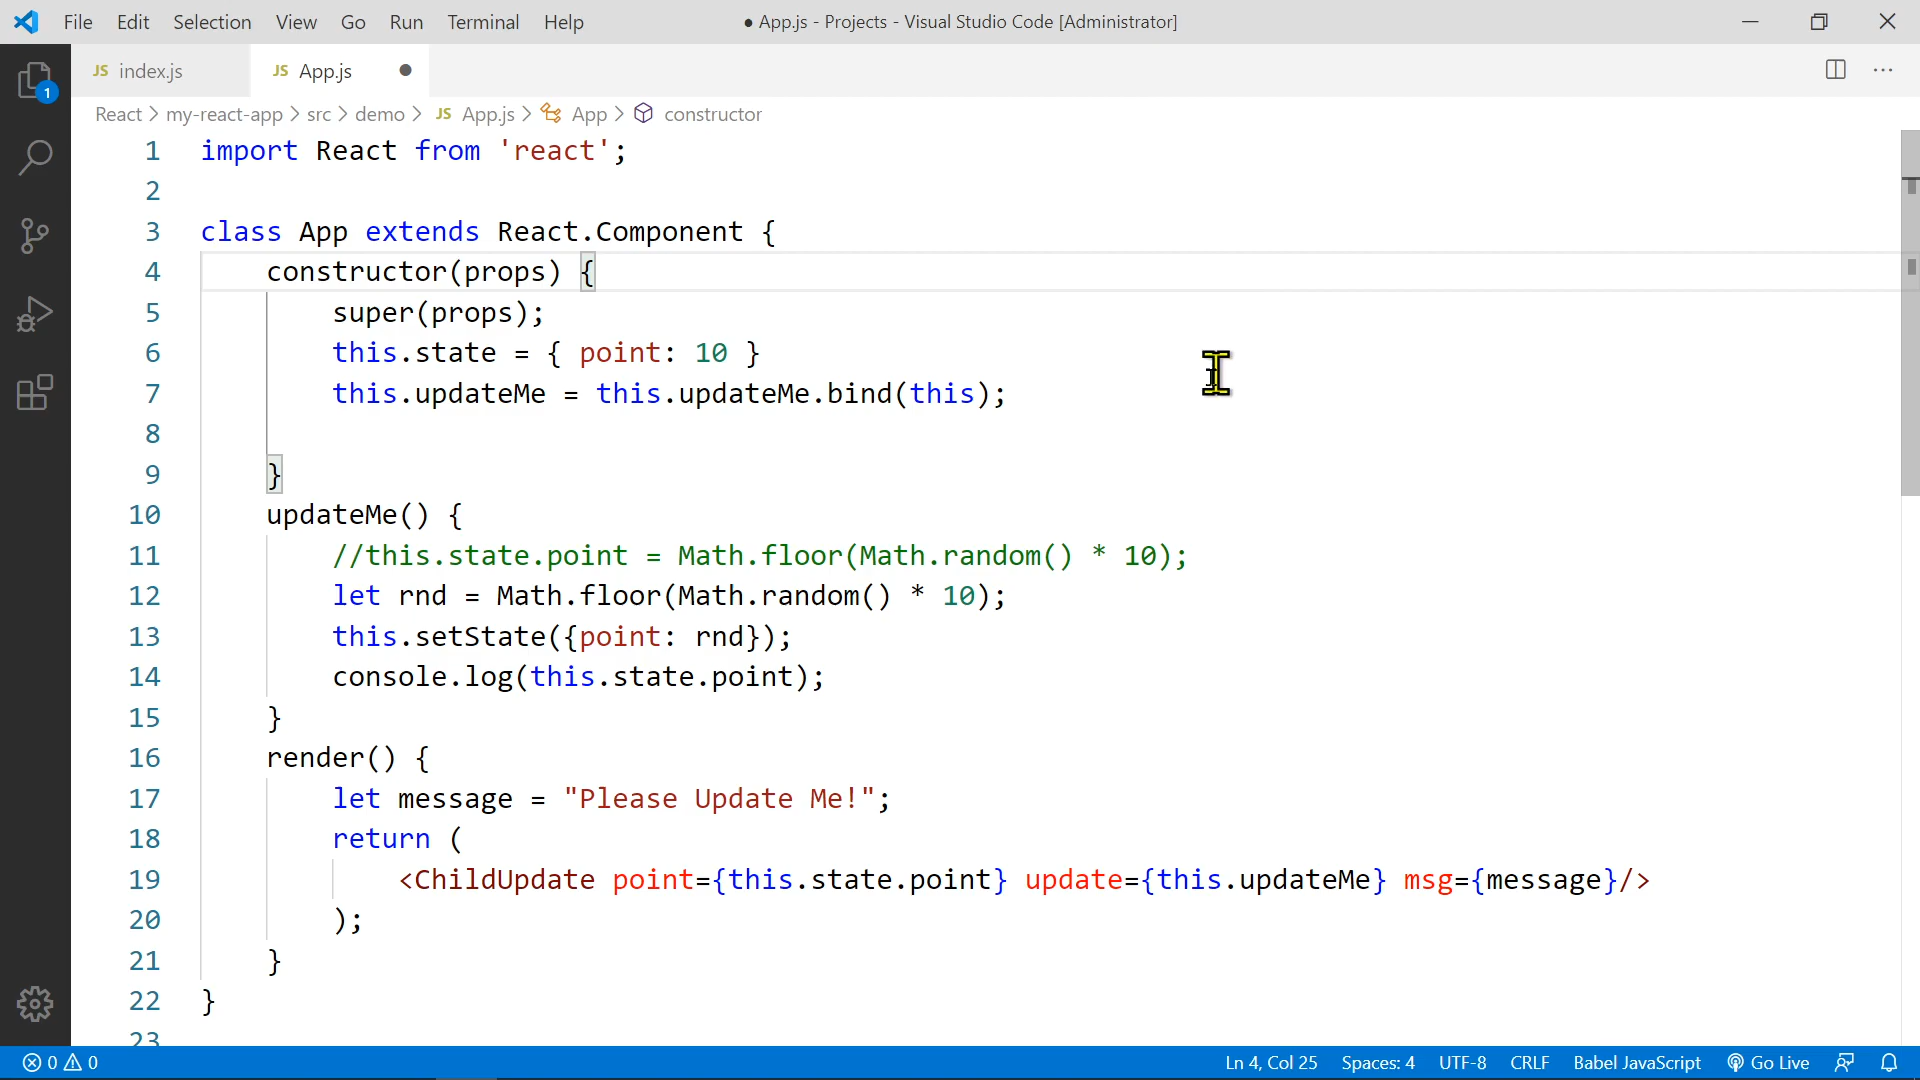 File Edit Selection View Go Run Terminal Help ● App.js - Projects - Visual Studio Code [Administrator]
JS index.js JS App.js ●
React > my-react-app > src > demo > JS App.js > App > constructor
1 import React from 'react';
2
3 class App extends React.Component {
4 constructor(props) {
5 super(props);
6 this.state = { point: 10 }
7 this.updateMe = this.updateMe.bind(this);
8
9 }
10 updateMe() {
11 //this.state.point = Math.floor(Math.random() * 10);
12 let rnd = Math.floor(Math.random() * 10);
13 this.setState({point: rnd});
14 console.log(this.state.point);
15 }
16 render() {
17 let message = "Please Update Me!";
18 return (
19 <ChildUpdate point={this.state.point} update={this.updateMe} msg={message}/>
20 );
21 }
22 }
23
1
0 0 Ln 4, Col 25 Spaces: 4 UTF-8 CRLF Babel JavaScript Go Live